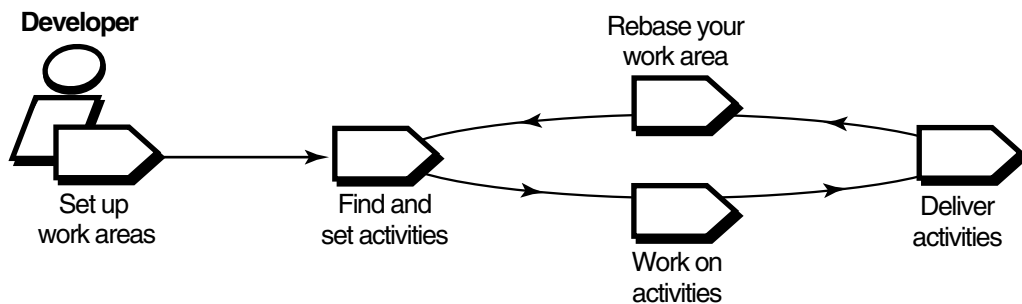 Developer
Set up
work areas
Find and
set activities
Rebase your
work area
Work on
activities
Deliver
activities